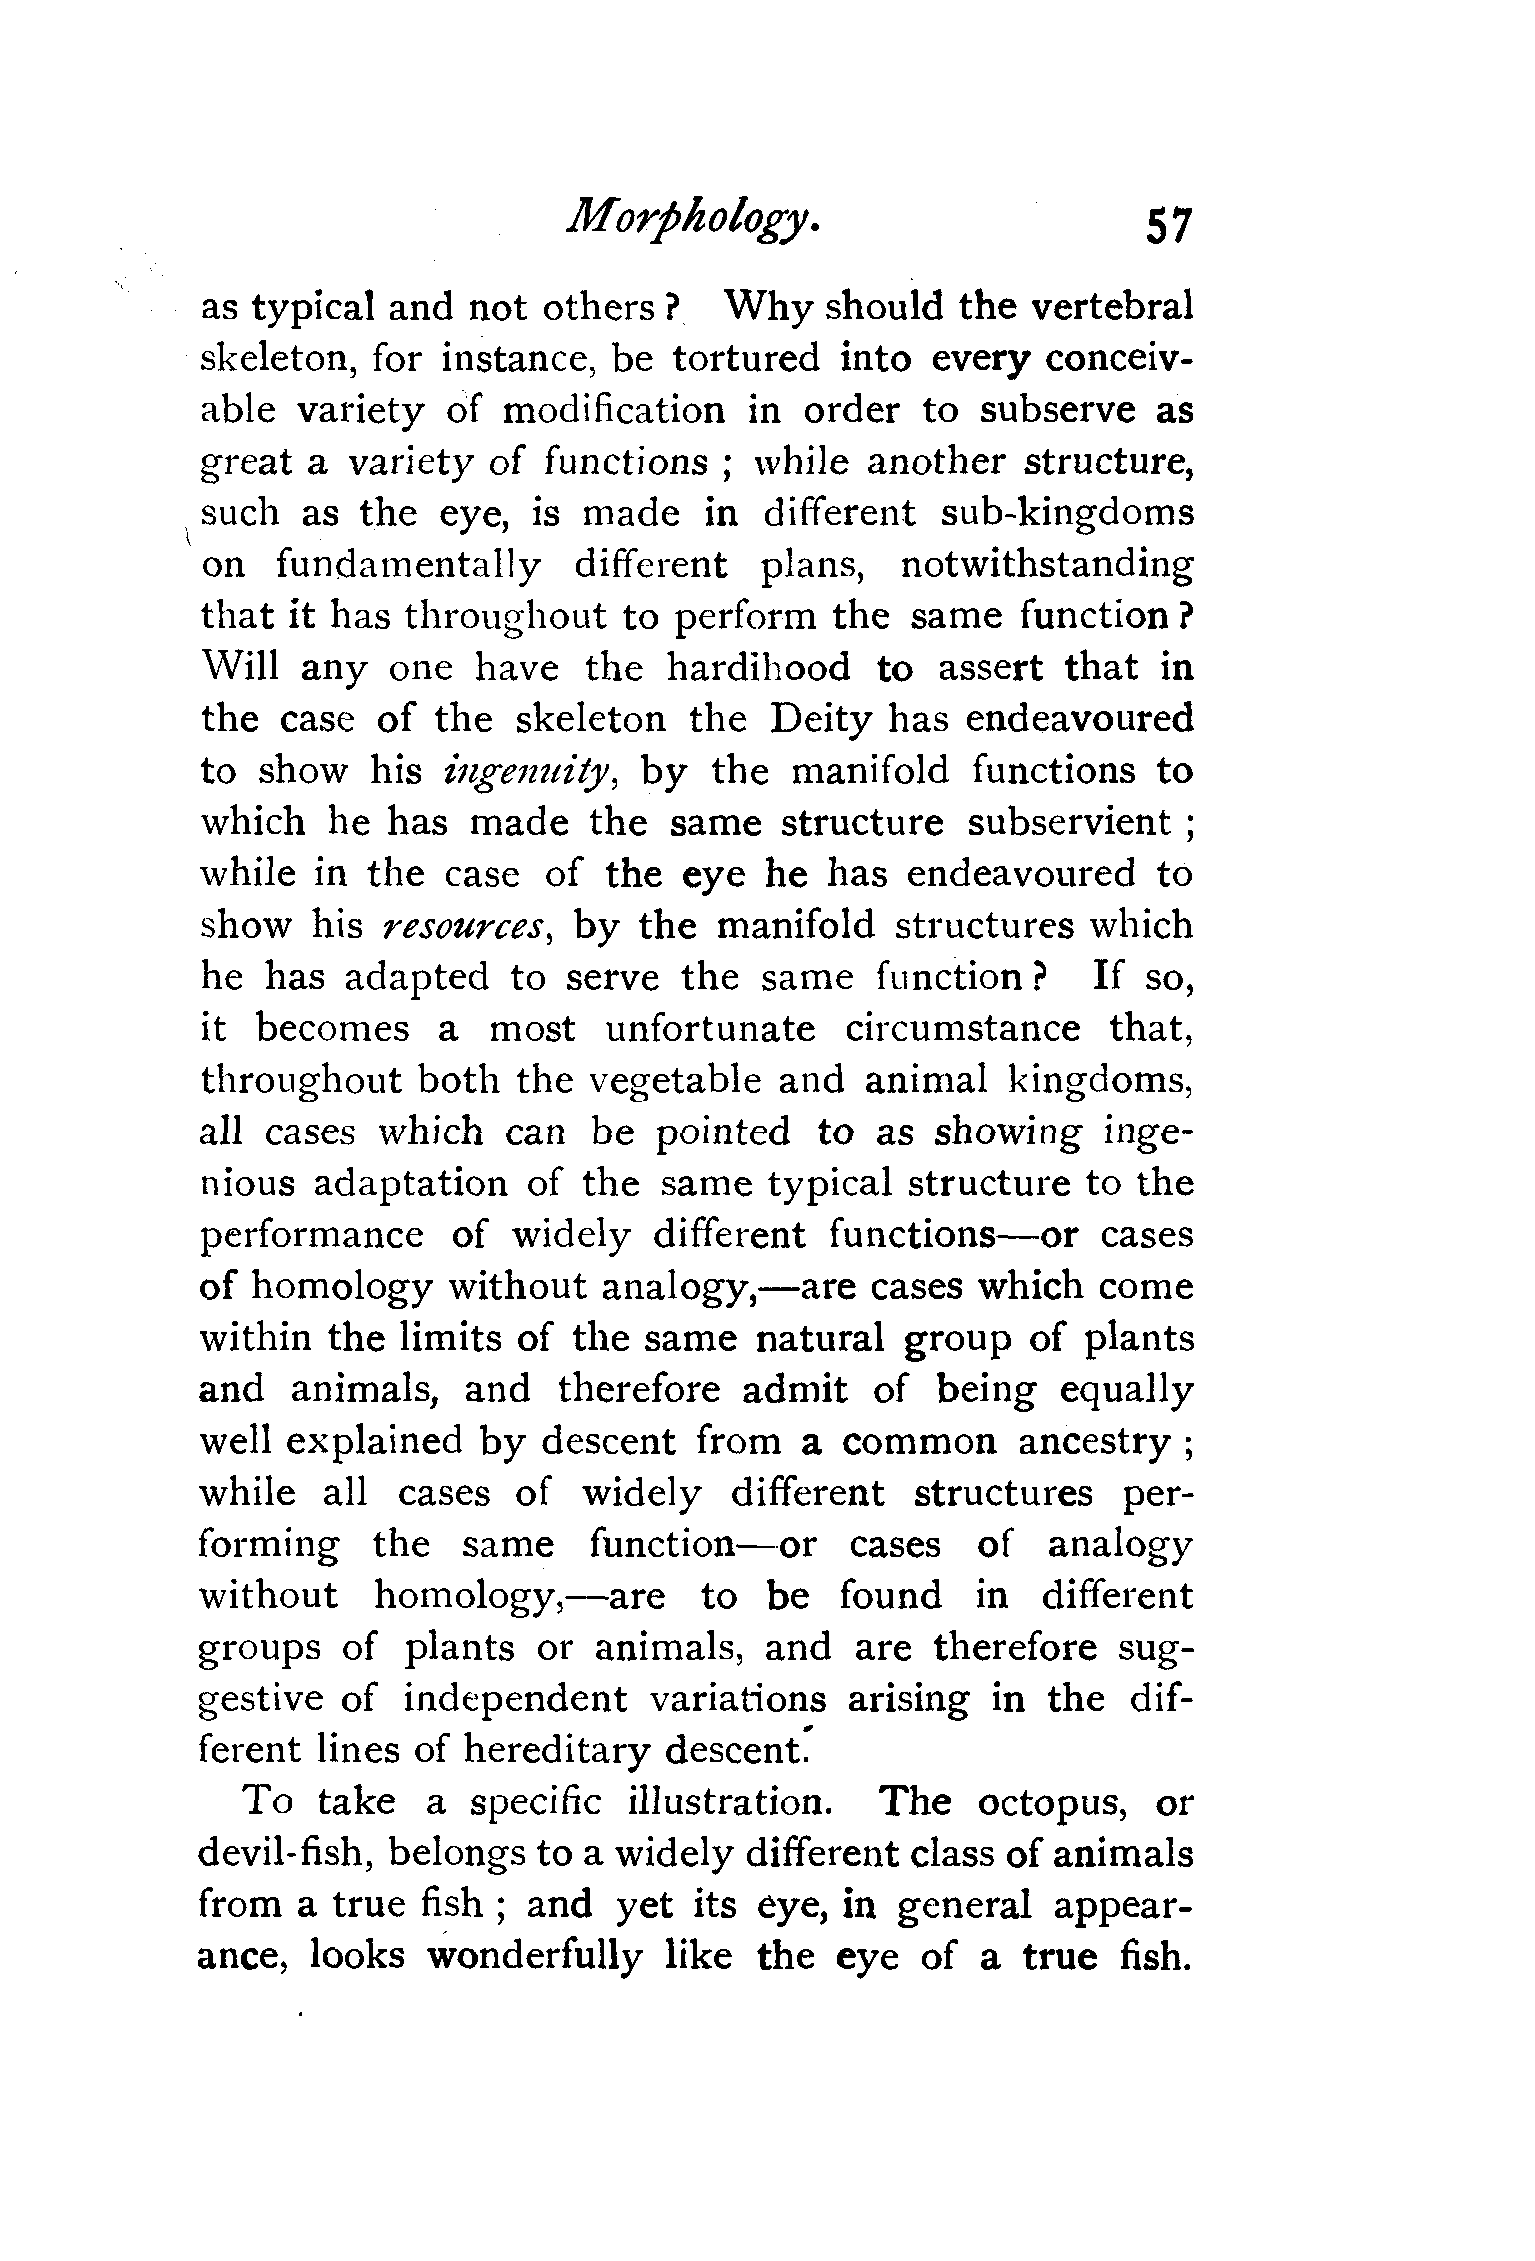 Morphology. 57
as typical and not others ? Why should the vertebral
skeleton, for instance, be tortured into every conceiv-
able variety of modification in order to subserve as
great a variety of functions ; while another structure,
such as the eye, is made in different sub-kingdoms
on fundamentally different plans, notwithstanding
that it has throughout to perform the same function ?
Will any one have the hardihood to assert that in
the case of the skeleton the Deity has endeavoured
to show his ingenuity, by the manifold functions to
which he has made the same structure subservient ;
while in the case of the eye he has endeavoured to
show his resources, by the manifold structures which
he has adapted to serve the same function ? If so,
it becomes a most unfortunate circumstance that,
throughout both the vegetable and animal kingdoms,
all cases which can be pointed to as showing inge-
nious adaptation of the same typical structure to the
performance of widely different functions—or cases
of homology without analogy,—are cases which come
within the limits of the same natural group of plants
and animals, and therefore admit of being equally
well explained by descent from a common ancestry ;
while all cases of widely different structures per-
forming the same function—or cases of analogy
without homology,—are to be found in different
groups of plants or animals, and are therefore sug-
gestive of independent variations arising in the dif-
ferent lines of hereditary descent.
To take a specific illustration. The octopus, or
devil-fish, belongs to a widely different class of animals
from a true fish ; and yet its eye, in general appear-
ance, looks wonderfully like the eye of a true fish.